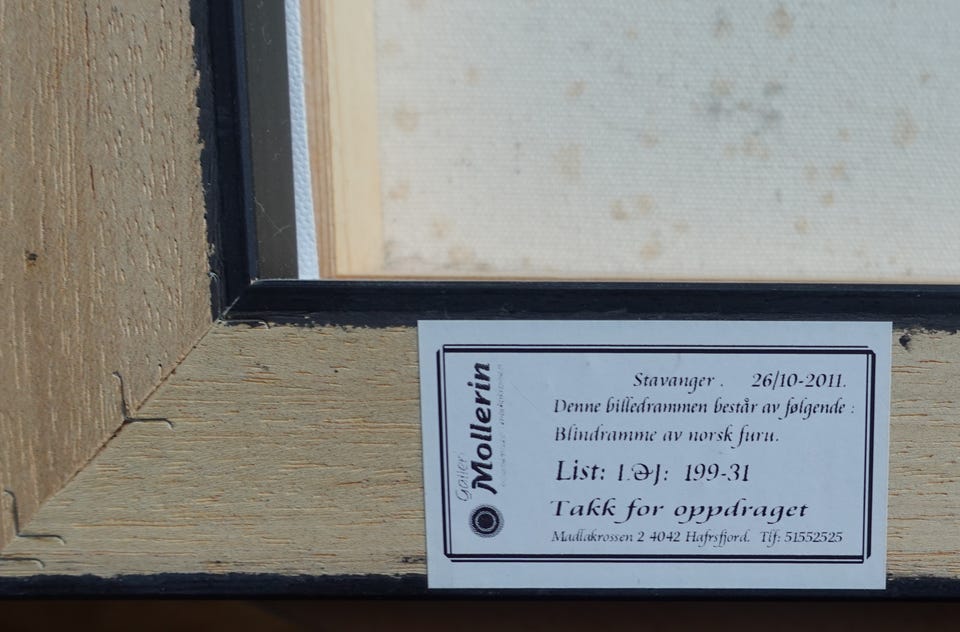 Galleri
Mollerin
Stavanger . 26/10-2011.
Denne billedrammen består av følgende :
Blindramme av norsk furu.
List: 199-31
Takk for oppdraget
Madlakrossen 2 4042 Hafrsfjord. Tlf: 51552525